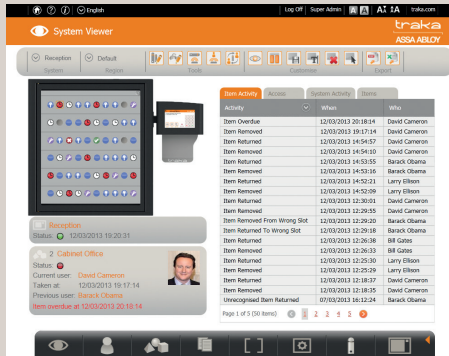 English
Log Off Super Admin A A AI ‡A traka.com
System Viewer
traka
ASSA ABLOY
Reception
System
Default
Region
Tools
Customise
Export
Item Activity Access System Activity Items
Activity When Who
Item Overdue 12/03/2013 20:18:14 David Cameron
Item Removed 12/03/2013 19:17:14 David Cameron
Item Returned 12/03/2013 14:54:57 David Cameron
Item Removed 12/03/2013 14:54:10 David Cameron
Item Returned 12/03/2013 14:53:55 Barack Obama
Item Removed 12/03/2013 14:53:16 Barack Obama
Item Returned 12/03/2013 14:52:21 Larry Ellison
Item Removed 12/03/2013 14:52:09 Larry Ellison
Item Returned 12/03/2013 12:30:01 David Cameron
Item Removed 12/03/2013 12:29:55 David Cameron
Item Removed From Wrong Slot 12/03/2013 12:29:20 Barack Obama
Item Returned To Wrong Slot 12/03/2013 12:29:18 Barack Obama
Item Returned 12/03/2013 12:26:38 Bill Gates
Item Removed 12/03/2013 12:26:33 Bill Gates
Item Returned 12/03/2013 12:25:30 Larry Ellison
Item Removed 12/03/2013 12:25:29 Larry Ellison
Item Returned 12/03/2013 12:18:37 David Cameron
Item Removed 12/03/2013 12:18:35 David Cameron
Unrecognised Item Returned 07/03/2013 16:12:24 Barack Obama
Page 1 of 5 (50 items) 1 2 3 4 5
Reception
Status: 12/03/2013 19:20:31
2 Cabinet Office
Status:
Current user: David Cameron
Taken at: 12/03/2013 19:17:14
Previous user: Barack Obama
Item overdue at 12/03/2013 20:18:14